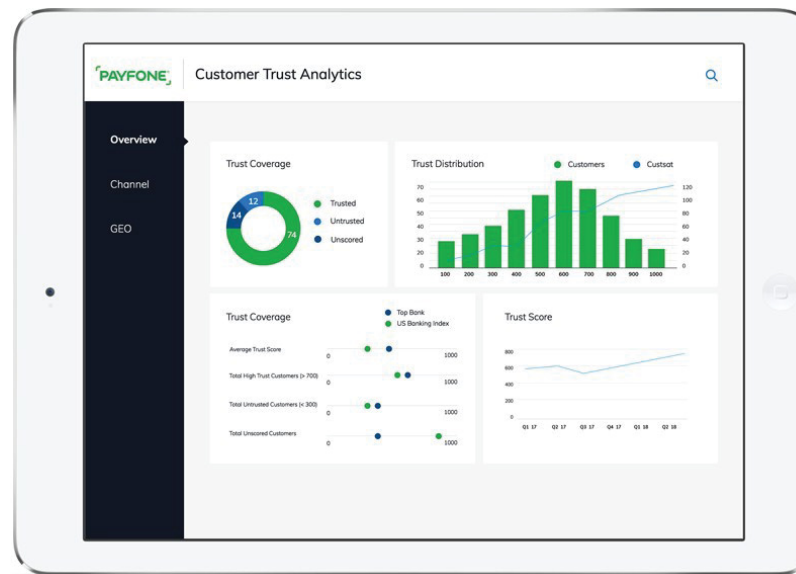 PAYFONE
Customer Trust Analytics
Overview
Channel
GEO
Trust Coverage
12
14
74
Trusted
Untrusted
Unscored
Trust Distribution
Customers
Custsat
70
60
50
40
30
20
0
120
100
80
60
40
20
0
100 200 300 400 500 600 700 800 900 1000
Trust Coverage
Top Bank
US Banking Index
Average Trust Score
0 1000
Total High Trust Customers (> 700)
0 1000
Total Untrusted Customers (< 300)
0 1000
Total Unscored Customers
0 1000
Trust Score
800
600
400
200
0
Q1 17 Q2 17 Q3 17 Q4 17 Q1 18 Q2 18